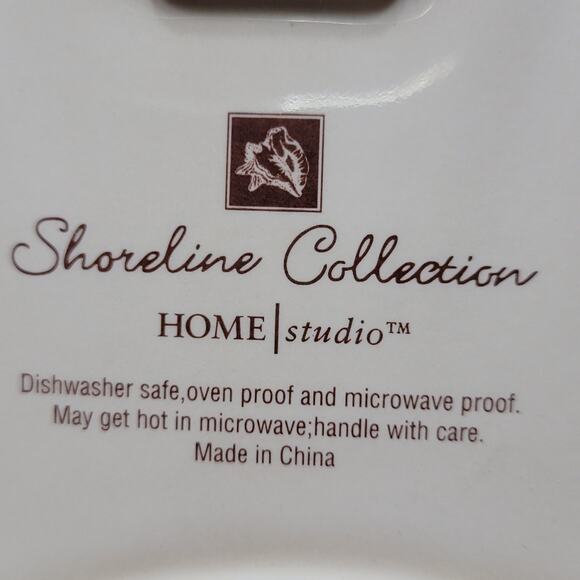 Shoreline Collection
HOME|studio™
Dishwasher safe,oven proof and microwave proof.
May get hot in microwave;handle with care.
Made in China